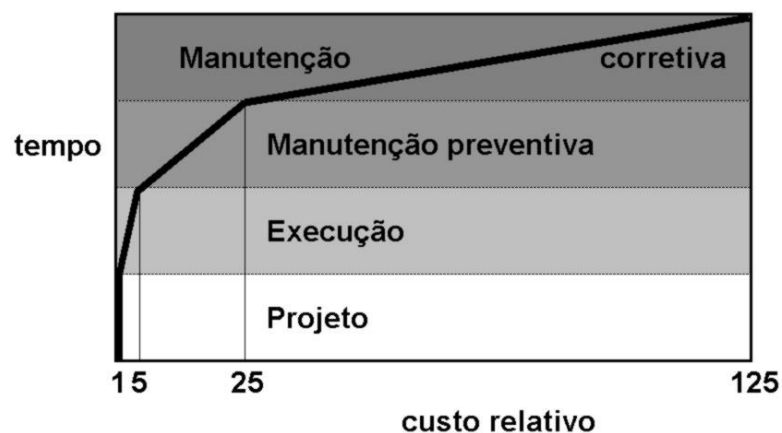 Manutenção corretiva
tempo
Manutenção preventiva
Execução
Projeto
1 5 25 125
custo relativo